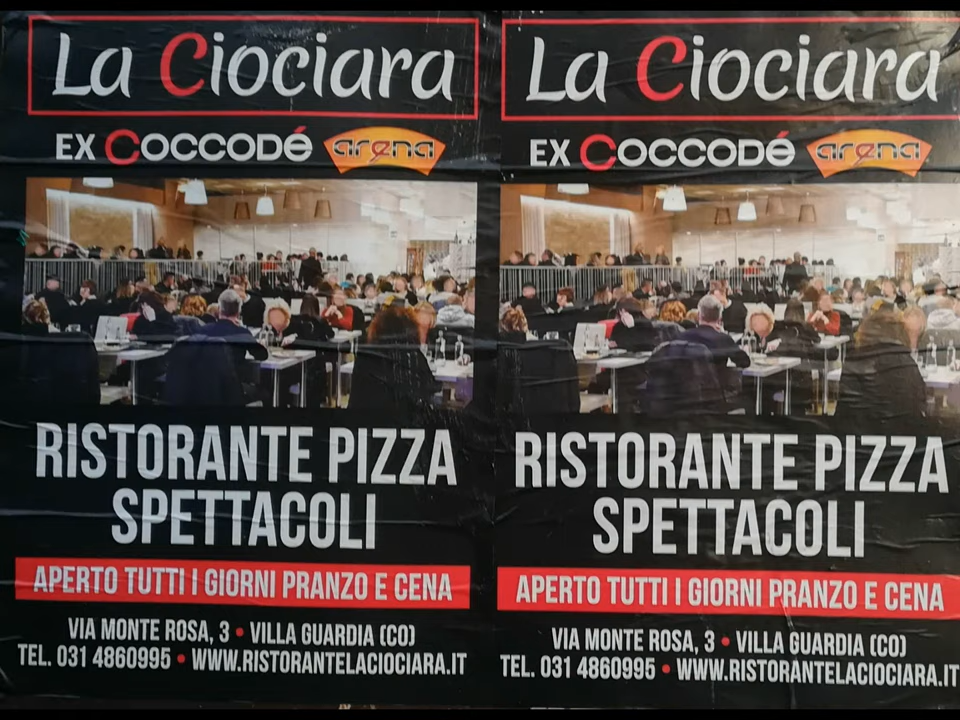 La Ciociara
EX COCCODÉ arena
RISTORANTE PIZZA
SPETTACOLI
APERTO TUTTI I GIORNI PRANZO E CENA
VIA MONTE ROSA, 3 • VILLA GUARDIA (CO)
TEL. 031 4860995 • WWW.RISTORANTELACIOCIARA.IT
La Ciociara
EX COCCODÉ arena
RISTORANTE PIZZA
SPETTACOLI
APERTO TUTTI I GIORNI PRANZO E CENA
VIA MONTE ROSA, 3 • VILLA GUARDIA (CO)
TEL. 031 4860995 • WWW.RISTORANTELACIOCIARA.IT